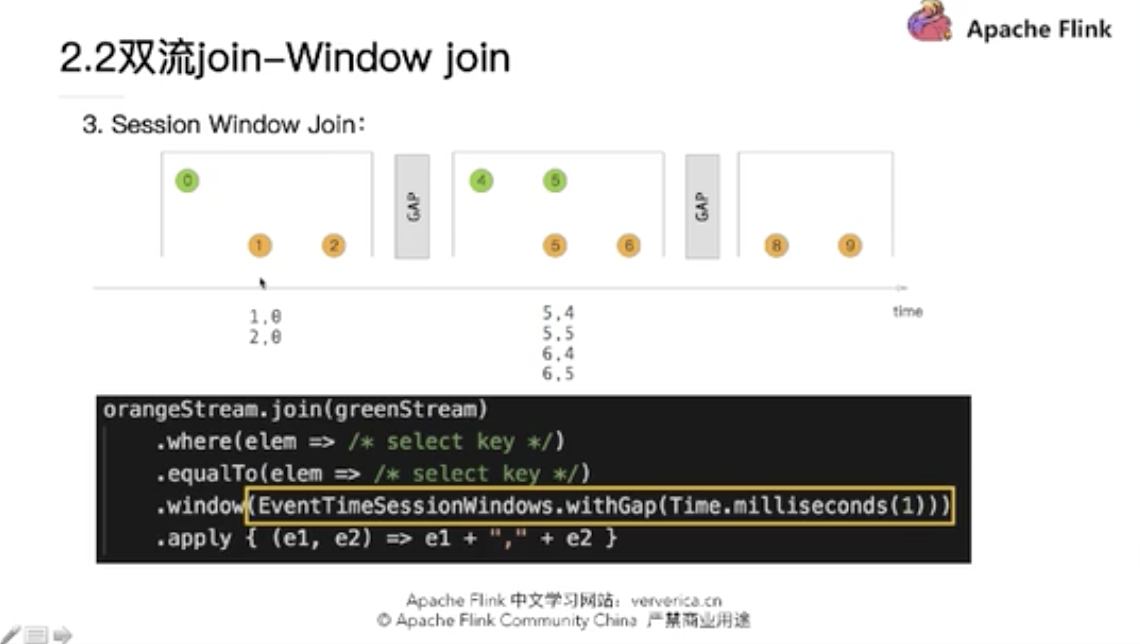 Apache Flink
2.2双流join-Window join
3. Session Window Join:
0 GAP 4 5 GAP
1 2 5 6 8 9
time
1,0
2,0
5,4
5,5
6,4
6,5
orangeStream.join(greenStream)
.where(elem => /* select key */)
.equalTo(elem => /* select key */)
.window(EventTimeSessionWindows.withGap(Time.milliseconds(1)))
.apply { (e1, e2) => e1 + "," + e2 }
Apache Flink 中文学习网站：ververica.cn
© Apache Flink Community China 严禁商业用途